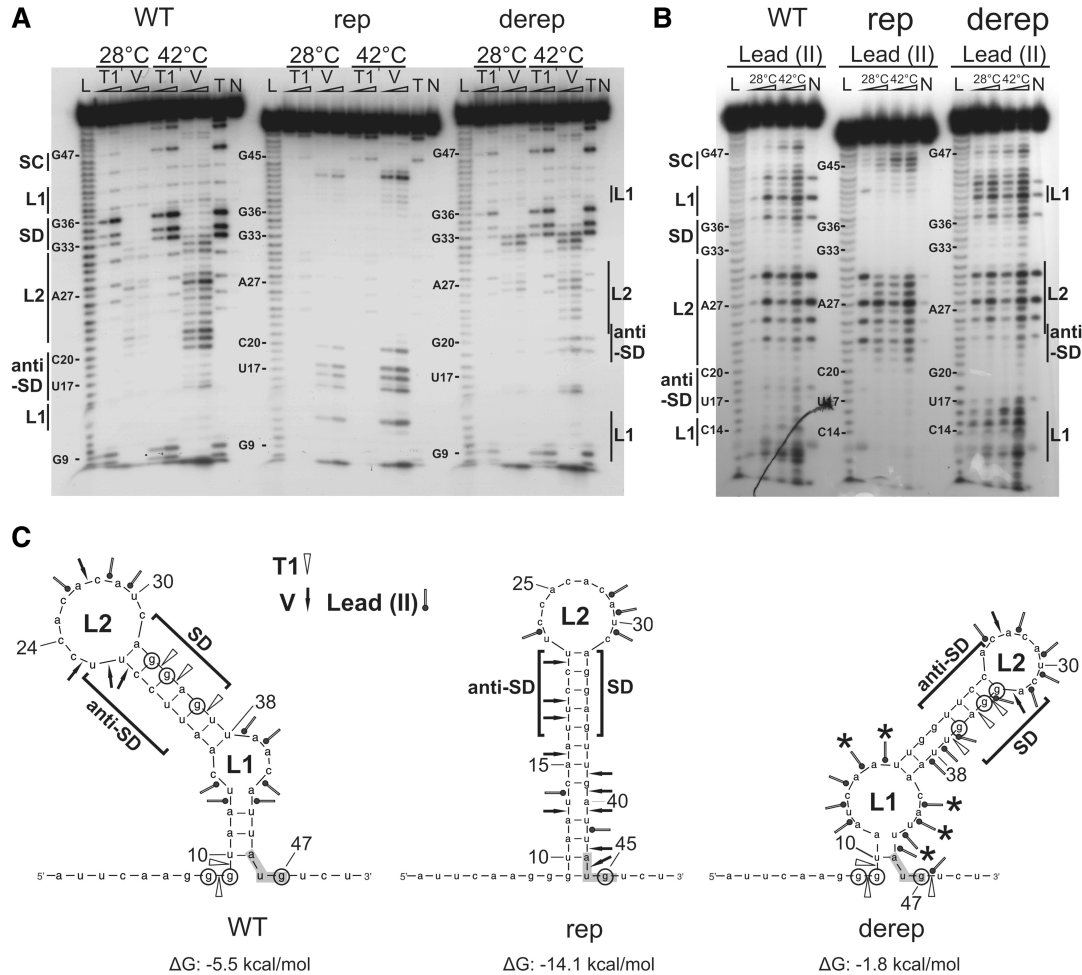 A
WT rep derep
28°C 42°C 28°C 42°C 28°C 42°C
L T1 V T1 V T N T1 V T1 V T N L T1 V T1 V T N
SC
L1
SD
L2
anti
-SD
L1
G47
G36
G33
A27
C20
U17
G9
G45
G36
G33
A27
C20
U17
G9
G47
G36
G33
A27
G20
U17
G9
L1
L2
anti
-SD
L1
B
WT rep derep
Lead (II) Lead (II) Lead (II)
L 28°C 42°C N L 28°C 42°C N L 28°C 42°C N
SC
L1
SD
L2
anti
-SD
L1
G47
G36
G33
A27
C20
U17
C14
G45
G36
G33
A27
C20
U17
C14
G47
G36
G33
A27
G20
U17
C14
L1
L2
anti
-SD
L1
C
T1
V Lead (II)
L2
24
30
SD
anti-SD
38
L1
10
47
5'-a-u-u-c-a-a-g-g-g
u-g-u-c-u-3'
WT
ΔG: -5.5 kcal/mol
25
L2
30
anti-SD
SD
15
40
10
45
5'-a-u-u-c-a-a-g-g-g
u-g-u-c-u-3'
rep
ΔG: -14.1 kcal/mol
anti-SD
L2
30
SD
38
L1
10
47
5'-a-u-u-c-a-a-g-g-g
u-g-u-c-u-3'
derep
ΔG: -1.8 kcal/mol